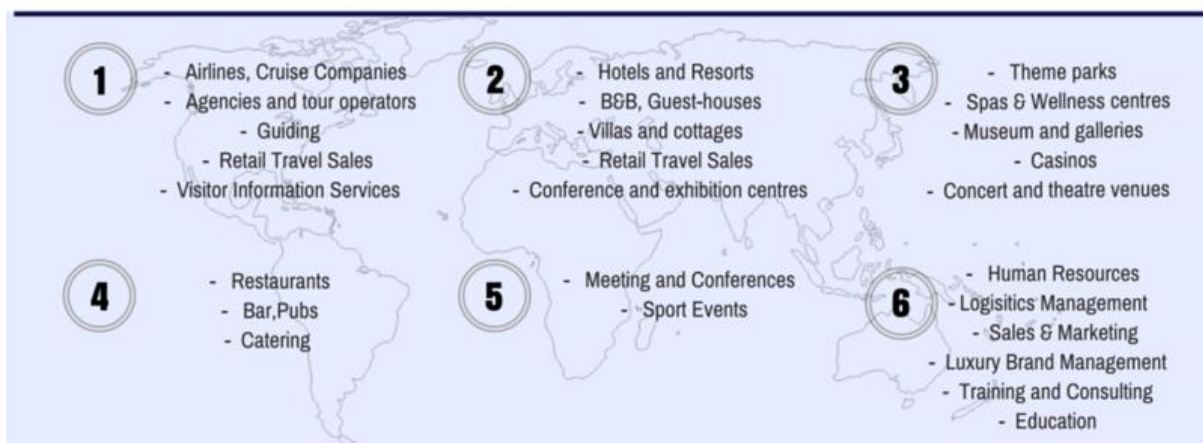 1
- Airlines, Cruise Companies
- Agencies and tour operators
- Guiding
- Retail Travel Sales
- Visitor Information Services
2
- Hotels and Resorts
- B&B, Guest-houses
- Villas and cottages
- Retail Travel Sales
- Conference and exhibition centres
3
- Theme parks
- Spas & Wellness centres
- Museum and galleries
- Casinos
- Concert and theatre venues
4
- Restaurants
- Bar,Pubs
- Catering
5
- Meeting and Conferences
- Sport Events
6
- Human Resources
- Logisitics Management
- Sales & Marketing
- Luxury Brand Management
- Training and Consulting
- Education